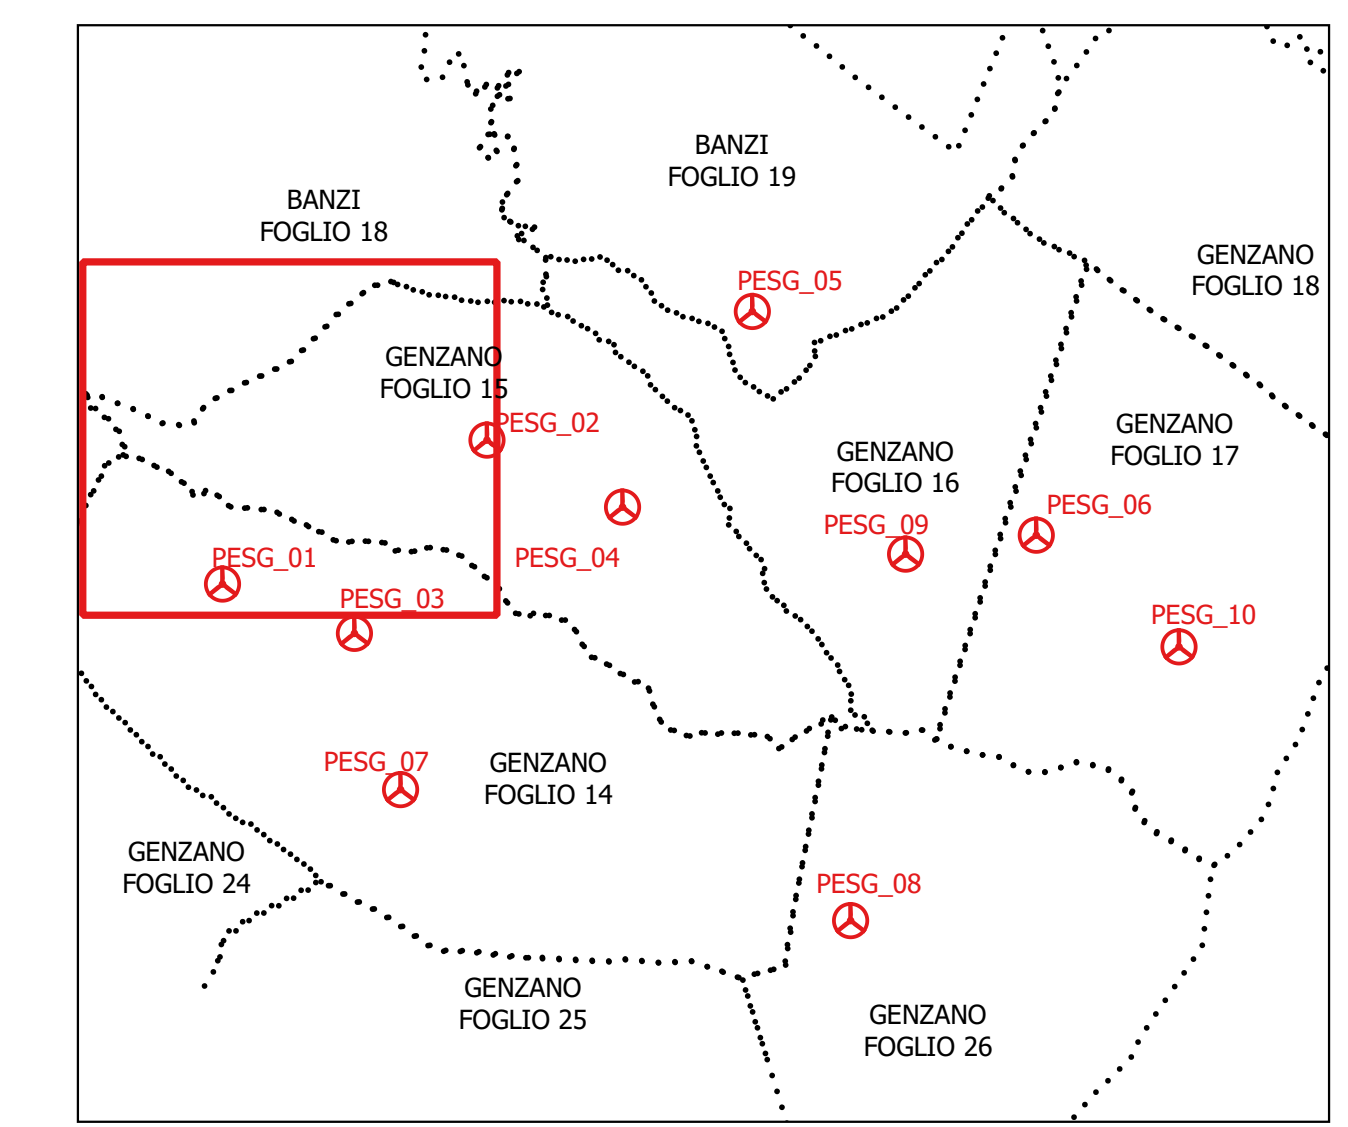 BANZI
FOGLIO 19
BANZI
FOGLIO 18
GENZANO
FOGLIO 18
PESG_05
GENZANO
FOGLIO 15
PESG_02
GENZANO
FOGLIO 17
GENZANO
FOGLIO 16
PESG_06
PESG_09
PESG_01
PESG_04
PESG_03
PESG_10
PESG_07
GENZANO
FOGLIO 14
GENZANO
FOGLIO 24
PESG_08
GENZANO
FOGLIO 25
GENZANO
FOGLIO 26